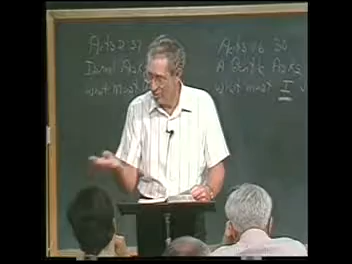 Acts 2:37
Israel Asks
what must
Acts 16 30
A Gentile Asks
what must I